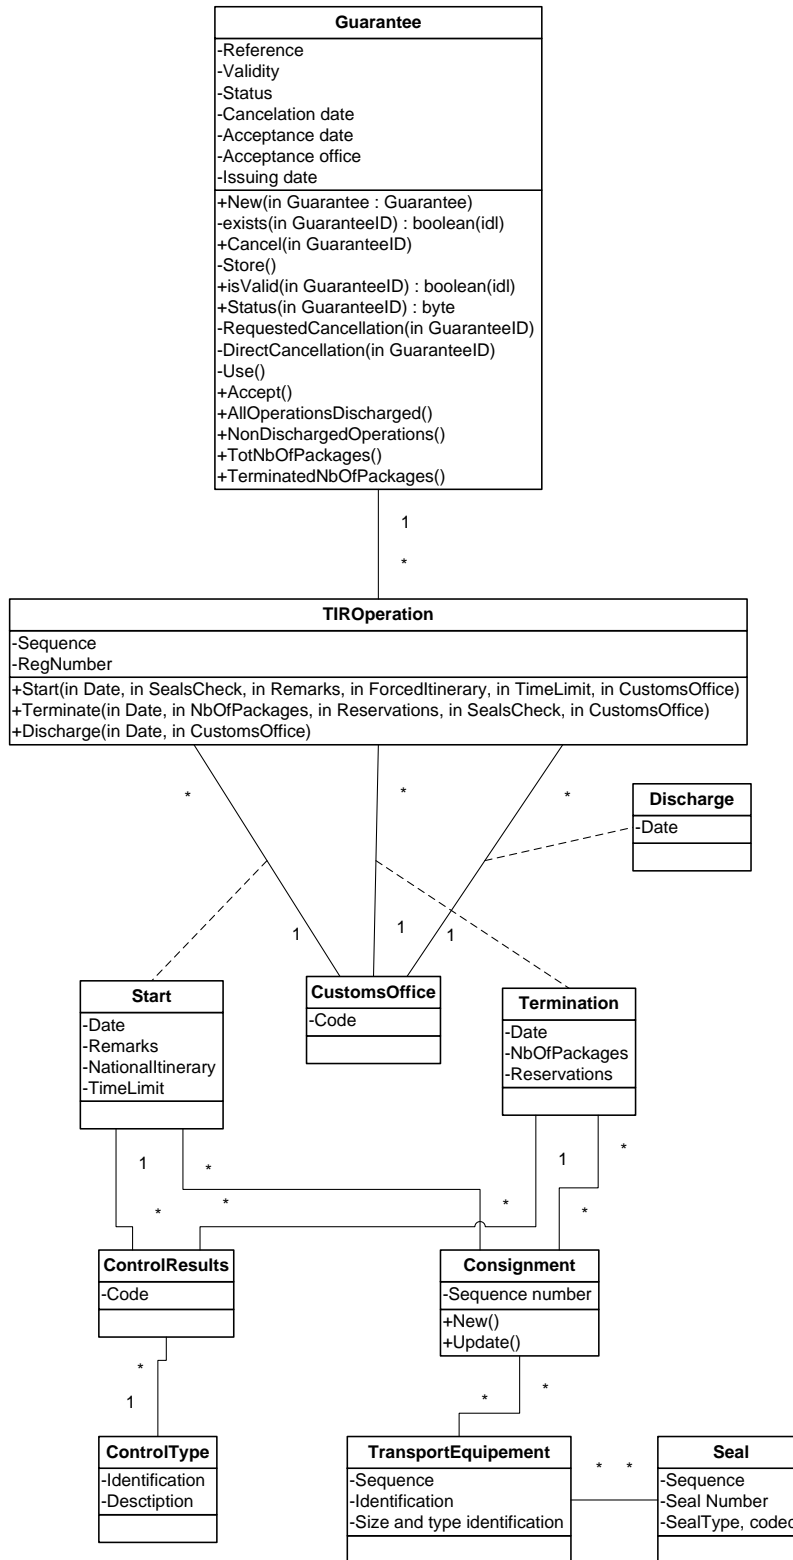 Guarantee
-Reference
-Validity
-Status
-Cancelation date
-Acceptance date
-Acceptance office
-Issuing date
+New(in Guarantee : Guarantee)
-exists(in GuaranteeID) : boolean(idl)
+Cancel(in GuaranteeID)
-Store()
+isValid(in GuaranteeID) : boolean(idl)
+Status(in GuaranteeID) : byte
-RequestedCancellation(in GuaranteeID)
-DirectCancellation(in GuaranteeID)
-Use()
+Accept()
+AllOperationsDischarged()
+NonDischargedOperations()
+TotNbOfPackages()
+TerminatedNbOfPackages()
1
*
TIROperation
-Sequence
-RegNumber
+Start(in Date, in SealsCheck, in Remarks, in ForcedItinerary, in TimeLimit, in CustomsOffice)
+Terminate(in Date, in NbOfPackages, in Reservations, in SealsCheck, in CustomsOffice)
+Discharge(in Date, in CustomsOffice)
* * *
Discharge
-Date
1 1 1
Start
-Date
-Remarks
-NationalItinerary
-TimeLimit
CustomsOffice
-Code
Termination
-Date
-NbOfPackages
-Reservations
1 * 1 *
* * * *
ControlResults
-Code
Consignment
-Sequence number
+New()
+Update()
*
1
* *
ControlType
-Identification
-Desctiption
TransportEquipement
-Sequence
-Identification
-Size and type identification
* *
Seal
-Sequence
-Seal Number
-SealType, coded